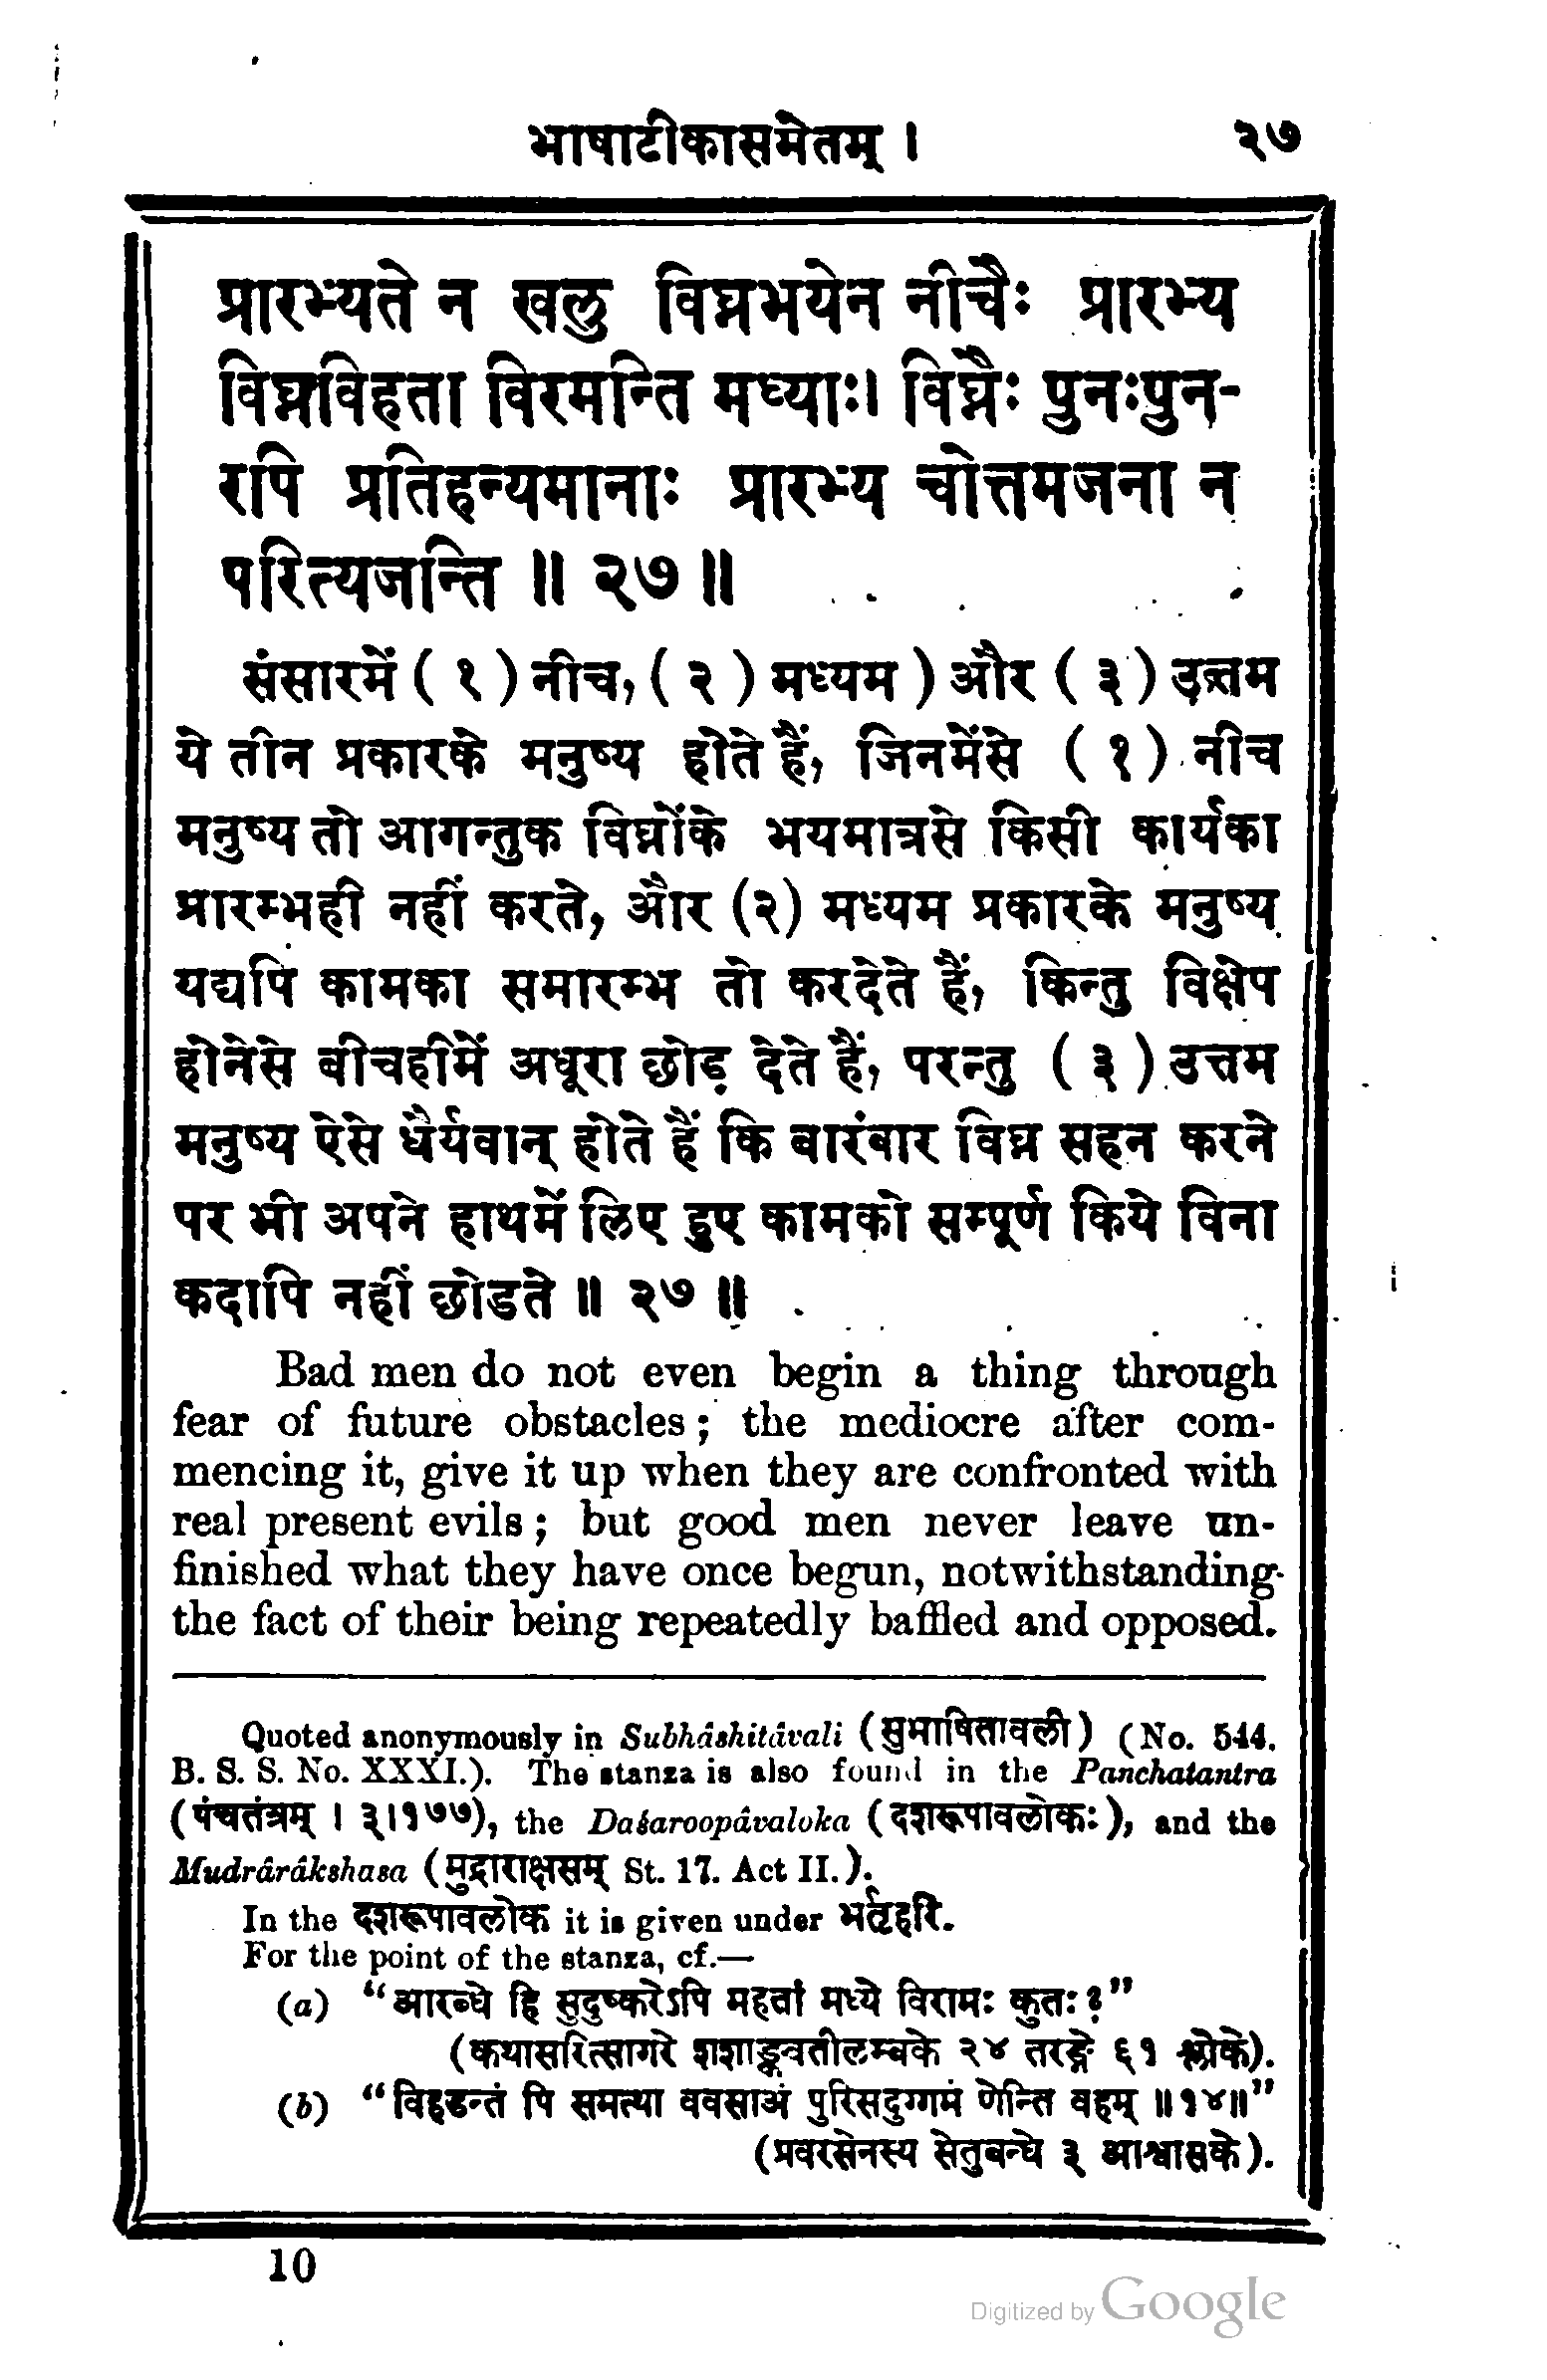 भाषाटीकासमेतम् । २७
प्रारभ्यते न खलु विघ्नभयेन नीचैः प्रारभ्य
विघ्नविहता विरमन्ति मध्याः। विघ्नैः पुनःपुन-
रपि प्रतिहन्यमानाः प्रारभ्य चोत्तमजना न
परित्यजन्ति ॥ २७ ॥
संसारमें ( १ ) नीच, ( २ ) मध्यम ) और ( ३ ) उत्तम
ये तीन प्रकारके मनुष्य होते हैं, जिनमेंसे ( १ ) नीच
मनुष्य तो आगन्तुक विघ्नोंके भयमात्रसे किसी कार्यका
प्रारम्भही नहीं करते, और (२) मध्यम प्रकारके मनुष्य
यद्यपि कामका समारम्भ तो करदेते हैं, किन्तु विक्षेप
होनेसे बीचहीमें अधूरा छोड़ देते हैं, परन्तु ( ३ ) उत्तम
मनुष्य ऐसे धैर्यवान् होते हैं कि बारंबार विघ्न सहन करने
पर भी अपने हाथमें लिए हुए कामको सम्पूर्ण किये विना
कदापि नहीं छोडते ॥ २७ ॥
Bad men do not even begin a thing through
fear of future obstacles; the mediocre after com-
mencing it, give it up when they are confronted with
real present evils; but good men never leave un-
finished what they have once begun, notwithstanding
the fact of their being repeatedly baffled and opposed.
Quoted anonymously in Subhâshitâvali (सुभाषितावली) (No. 544.
B. S. S. No. XXXI.). The stanza is also found in the Panchatantra
(पंचतंत्रम् । ३।१७७), the Daśaroopâvaloka (दशरूपावलोकः), and the
Mudrârâkshasa (मुद्राराक्षसम् St. 17. Act II.).
In the दशरूपावलोक it is given under भर्तृहरि.
For the point of the stanza, cf.—
(a) “आरब्धे हि सुदुष्करेऽपि महतां मध्ये विरामः कुतः?”
(कथासरित्सागरे शशाङ्कवतीलम्बके २४ तरङ्गे ६१ श्लोके).
(b) “विहडन्तं पि समत्था ववसाअं पुरिसदुग्गमं णेन्ति वहम् ॥१४॥”
(प्रवरसेनस्य सेतुबन्धे ३ आश्वासके).
10
Digitized by Google